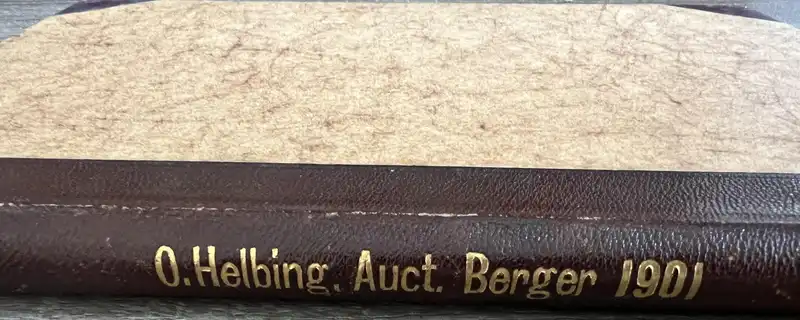 O.Helbing. Auct. Berger 1901